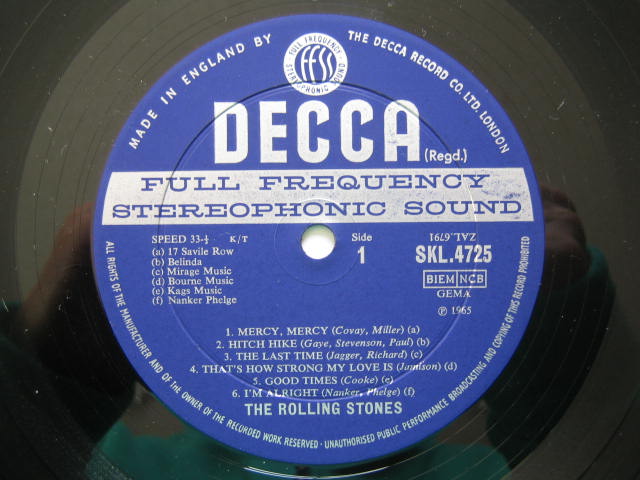 MADE IN ENGLAND BY
FULL FREQUENCY
FFSS
STEREOPHONIC SOUND
THE DECCA RECORD CO. LTD. LONDON
DECCA (Regd.)
FULL FREQUENCY
STEREOPHONIC SOUND
SPEED 33-⅓ K/T
(a) 17 Savile Row
(b) Belinda
(c) Mirage Music
(d) Bourne Music
(e) Kags Music
(f) Nanker Phelge
Side
1
ZAL.6791
SKL.4725
BIEM NCB
GEMA
℗ 1965
1. MERCY, MERCY (Covay, Miller) (a)
2. HITCH HIKE (Gaye, Stevenson, Paul) (b)
3. THE LAST TIME (Jagger, Richard) (c)
4. THAT'S HOW STRONG MY LOVE IS (Jamison) (d)
5. GOOD TIMES (Cooke) (e)
6. I'M ALRIGHT (Nanker, Phelge) (f)
THE ROLLING STONES
ALL RIGHTS OF THE MANUFACTURER AND OF THE OWNER OF THE RECORDED WORK RESERVED · UNAUTHORISED PUBLIC PERFORMANCE BROADCASTING AND COPYING OF THIS RECORD PROHIBITED